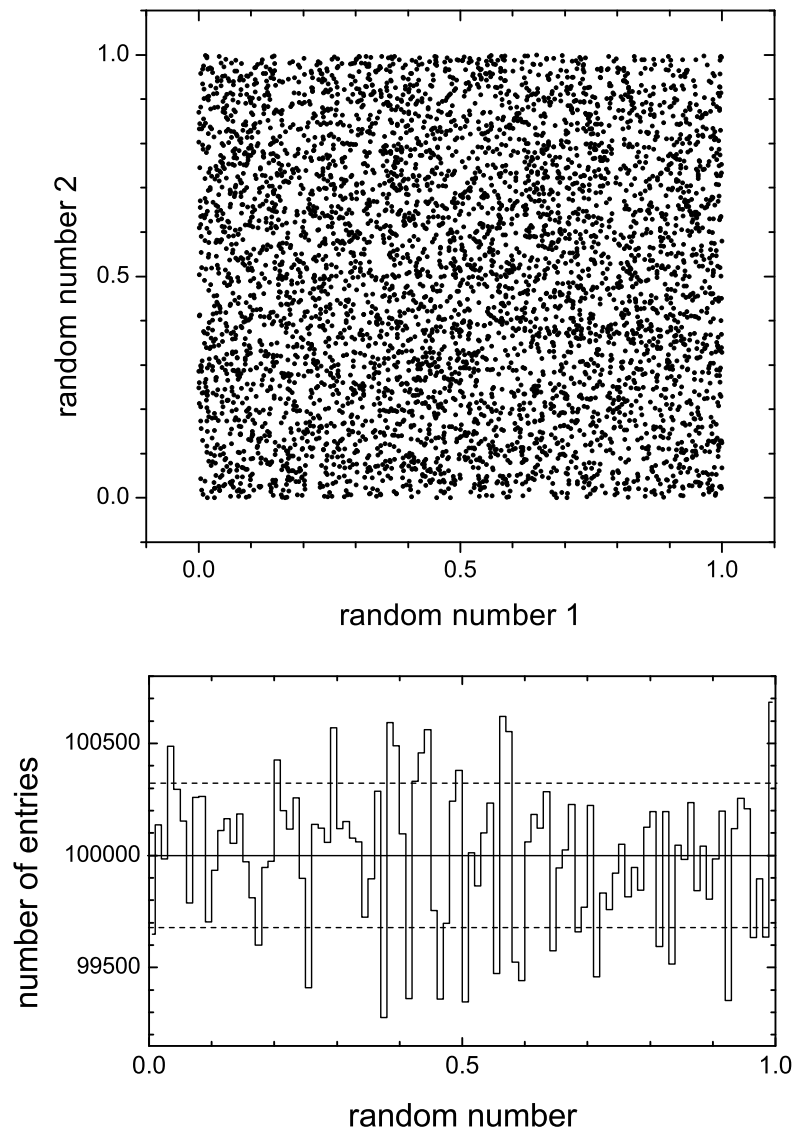 1.0
0.5
0.0
random number 2
0.0 0.5 1.0
random number 1
100500
100000
99500
number of entries
0.0 0.5 1.0
random number